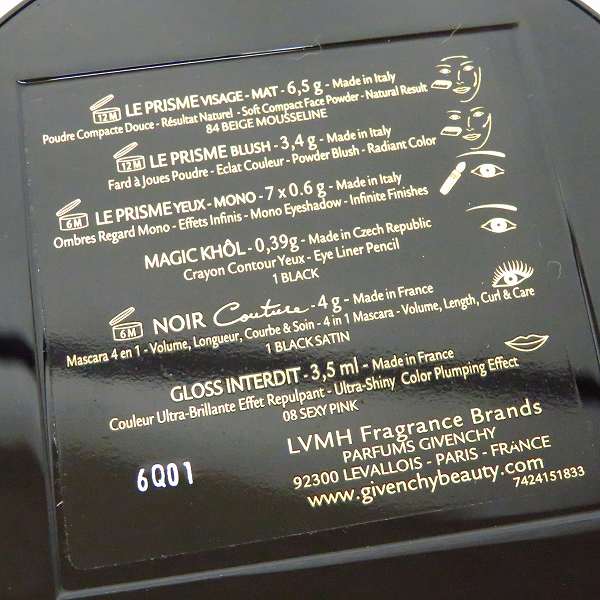 12M LE PRISME VISAGE - MAT - 6,5 g - Made in Italy
Poudre Compacte Douce - Résultat Naturel - Soft Compact Face Powder - Natural Result
84 BEIGE MOUSSELINE
12M LE PRISME BLUSH - 3,4 g - Made in Italy
Fard à Joues Poudre - Eclat Couleur - Powder Blush - Radiant Color
6M LE PRISME YEUX - MONO - 7 x 0.6 g - Made in Italy
Ombres Regard Mono - Effets Infinis - Mono Eyeshadow - Infinite Finishes
MAGIC KHÔL - 0,39g - Made in Czech Republic
Crayon Contour Yeux - Eye Liner Pencil
1 BLACK
6M NOIR Couture - 4 g - Made in France
Mascara 4 en 1 - Volume, Longueur, Courbe & Soin - 4 in 1 Mascara - Volume, Length, Curl & Care
1 BLACK SATIN
GLOSS INTERDIT - 3,5 ml - Made in France
Couleur Ultra-Brillante Effet Repulpant - Ultra-Shiny Color Plumping Effect
08 SEXY PINK
LVMH Fragrance Brands
PARFUMS GIVENCHY
92300 LEVALLOIS - PARIS - FRANCE
www.givenchybeauty.com
7424151833
6Q01